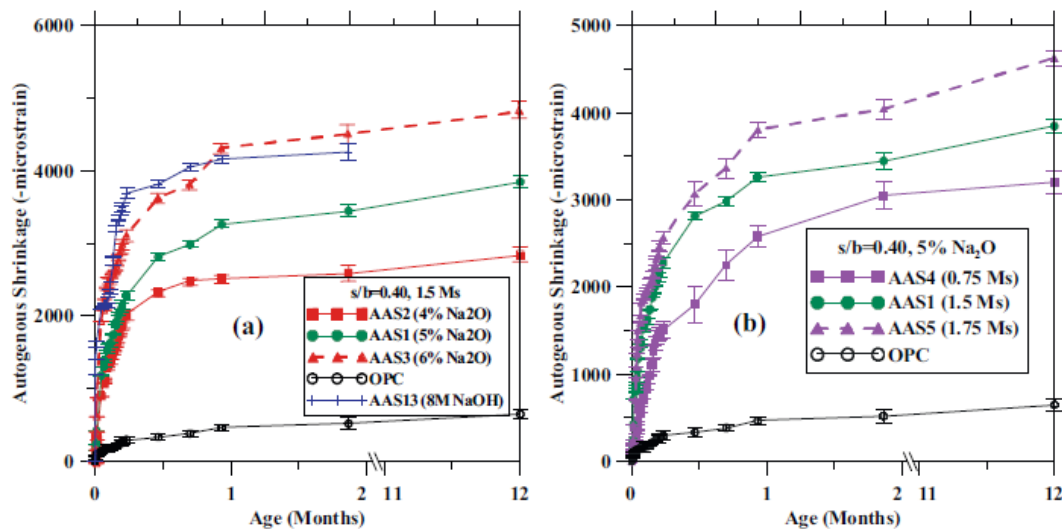 6000
4000
2000
0
Autogenous Shrinkage (-microstrain)
(a)
s/b=0.40, 1.5 Ms
AAS2 (4% Na2O)
AAS1 (5% Na2O)
AAS3 (6% Na2O)
OPC
AAS13 (8M NaOH)
0 1 2 11 12
Age (Months)
5000
4000
3000
2000
1000
0
Autogenous Shrinkage (-microstrain)
(b)
s/b=0.40, 5% Na₂O
AAS4 (0.75 Ms)
AAS1 (1.5 Ms)
AAS5 (1.75 Ms)
OPC
0 1 2 11 12
Age (Months)